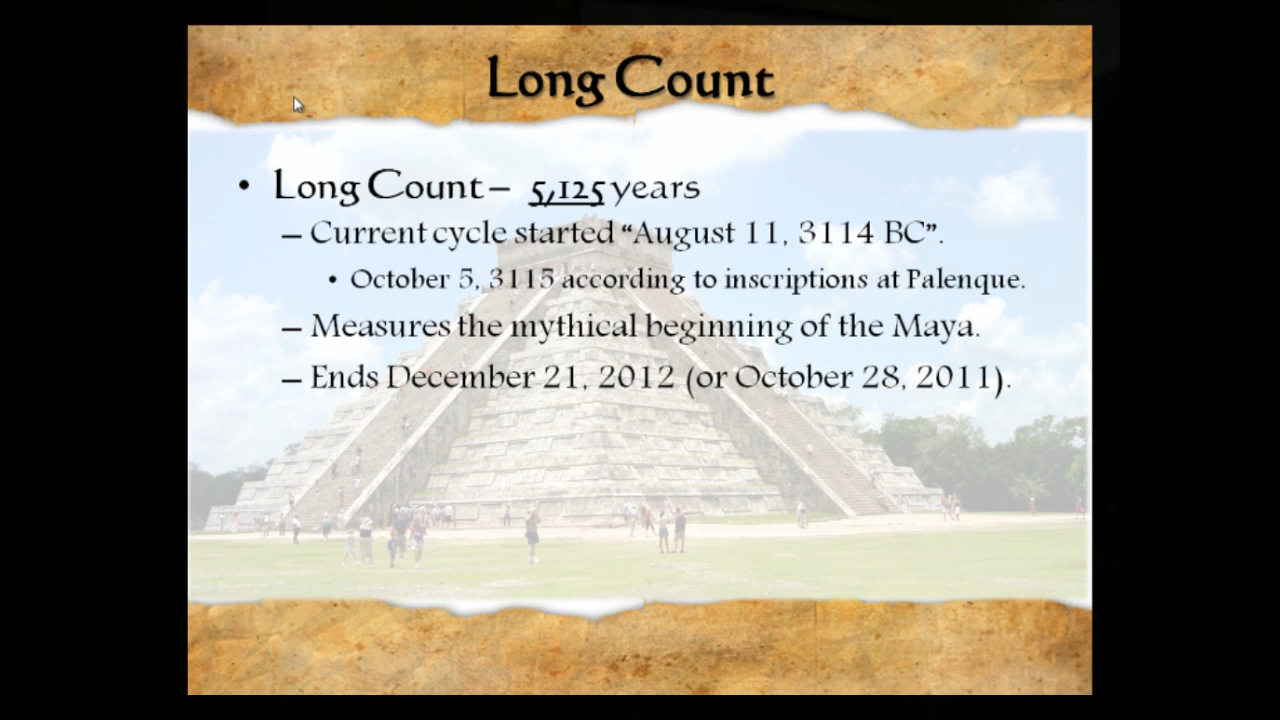 Long Count
• Long Count – 5,125 years
– Current cycle started “August 11, 3114 BC”.
• October 5, 3115 according to inscriptions at Palenque.
– Measures the mythical beginning of the Maya.
– Ends December 21, 2012 (or October 28, 2011).